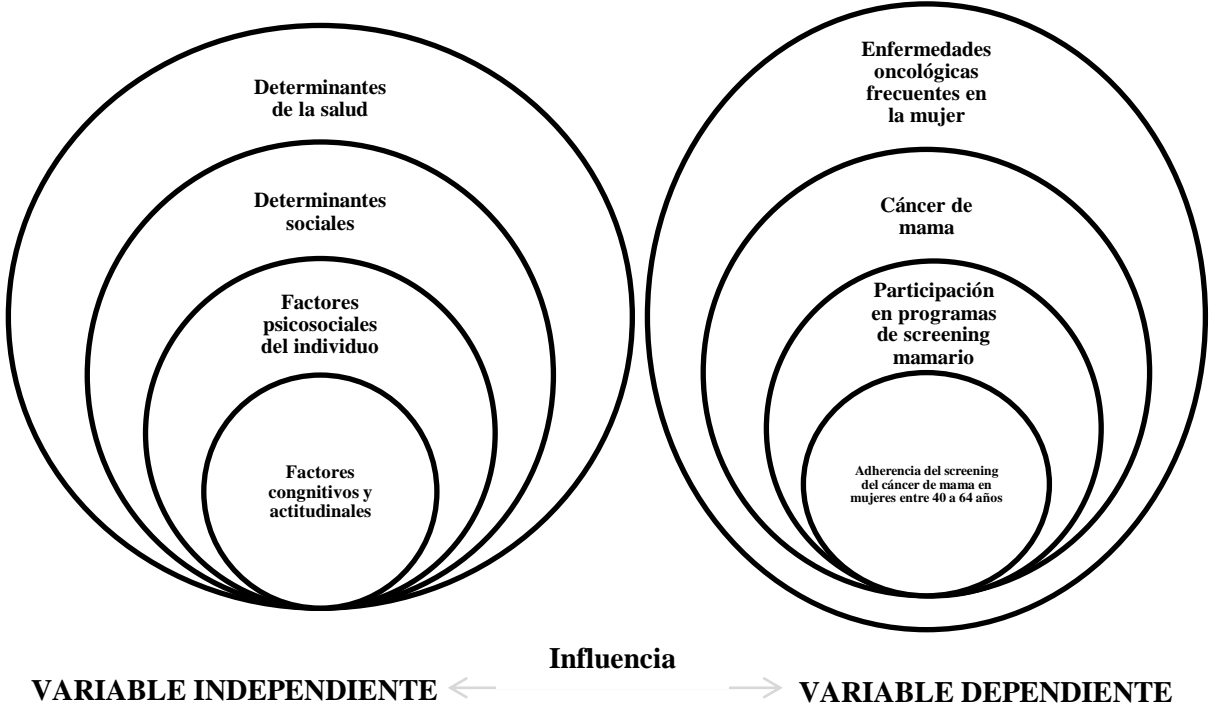 Determinantes
de la salud
Determinantes
sociales
Factores
psicosociales
del individuo
Factores
congnitivos y
actitudinales
Enfermedades
oncológicas
frecuentes en
la mujer
Cáncer de
mama
Participación
en programas
de screening
mamario
Adherencia del screening
del cáncer de mama en
mujeres entre 40 a 64 años
Influencia
VARIABLE INDEPENDIENTE
VARIABLE DEPENDIENTE